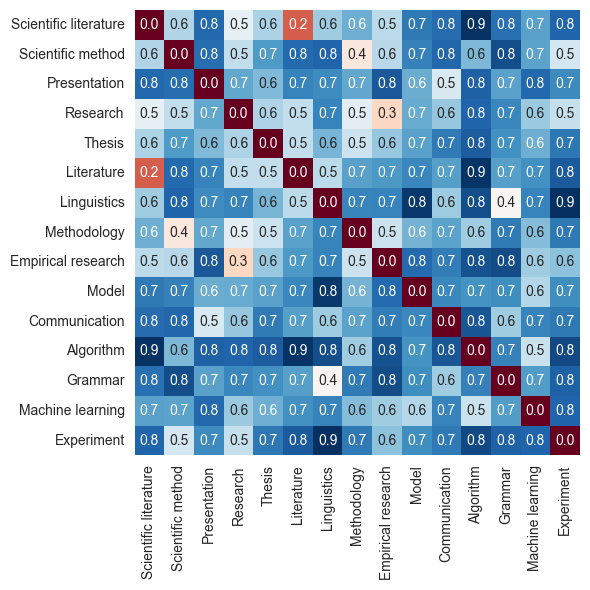 Scientific literature 0.0 0.6 0.8 0.5 0.6 0.2 0.6 0.6 0.5 0.7 0.8 0.9 0.8 0.7 0.8
Scientific method 0.6 0.0 0.8 0.5 0.7 0.8 0.8 0.4 0.6 0.7 0.8 0.6 0.8 0.7 0.5
Presentation 0.8 0.8 0.0 0.7 0.6 0.7 0.7 0.7 0.8 0.6 0.5 0.8 0.7 0.8 0.7
Research 0.5 0.5 0.7 0.0 0.6 0.5 0.7 0.5 0.3 0.7 0.6 0.8 0.7 0.6 0.5
Thesis 0.6 0.7 0.6 0.6 0.0 0.5 0.6 0.5 0.6 0.7 0.7 0.8 0.7 0.6 0.7
Literature 0.2 0.8 0.7 0.5 0.5 0.0 0.5 0.7 0.7 0.7 0.7 0.9 0.7 0.7 0.8
Linguistics 0.6 0.8 0.7 0.7 0.6 0.5 0.0 0.7 0.7 0.8 0.6 0.8 0.4 0.7 0.9
Methodology 0.6 0.4 0.7 0.5 0.5 0.7 0.7 0.0 0.5 0.6 0.7 0.6 0.7 0.6 0.7
Empirical research 0.5 0.6 0.8 0.3 0.6 0.7 0.7 0.5 0.0 0.8 0.7 0.8 0.8 0.6 0.6
Model 0.7 0.7 0.6 0.7 0.7 0.7 0.8 0.6 0.8 0.0 0.7 0.7 0.7 0.6 0.7
Communication 0.8 0.8 0.5 0.6 0.7 0.7 0.6 0.7 0.7 0.7 0.0 0.8 0.6 0.7 0.7
Algorithm 0.9 0.6 0.8 0.8 0.8 0.9 0.8 0.6 0.8 0.7 0.8 0.0 0.7 0.5 0.8
Grammar 0.8 0.8 0.7 0.7 0.7 0.7 0.4 0.7 0.8 0.7 0.6 0.7 0.0 0.7 0.8
Machine learning 0.7 0.7 0.8 0.6 0.6 0.7 0.7 0.6 0.6 0.6 0.7 0.5 0.7 0.0 0.8
Experiment 0.8 0.5 0.7 0.5 0.7 0.8 0.9 0.7 0.6 0.7 0.7 0.8 0.8 0.8 0.0
Scientific literature
Scientific method
Presentation
Research
Thesis
Literature
Linguistics
Methodology
Empirical research
Model
Communication
Algorithm
Grammar
Machine learning
Experiment